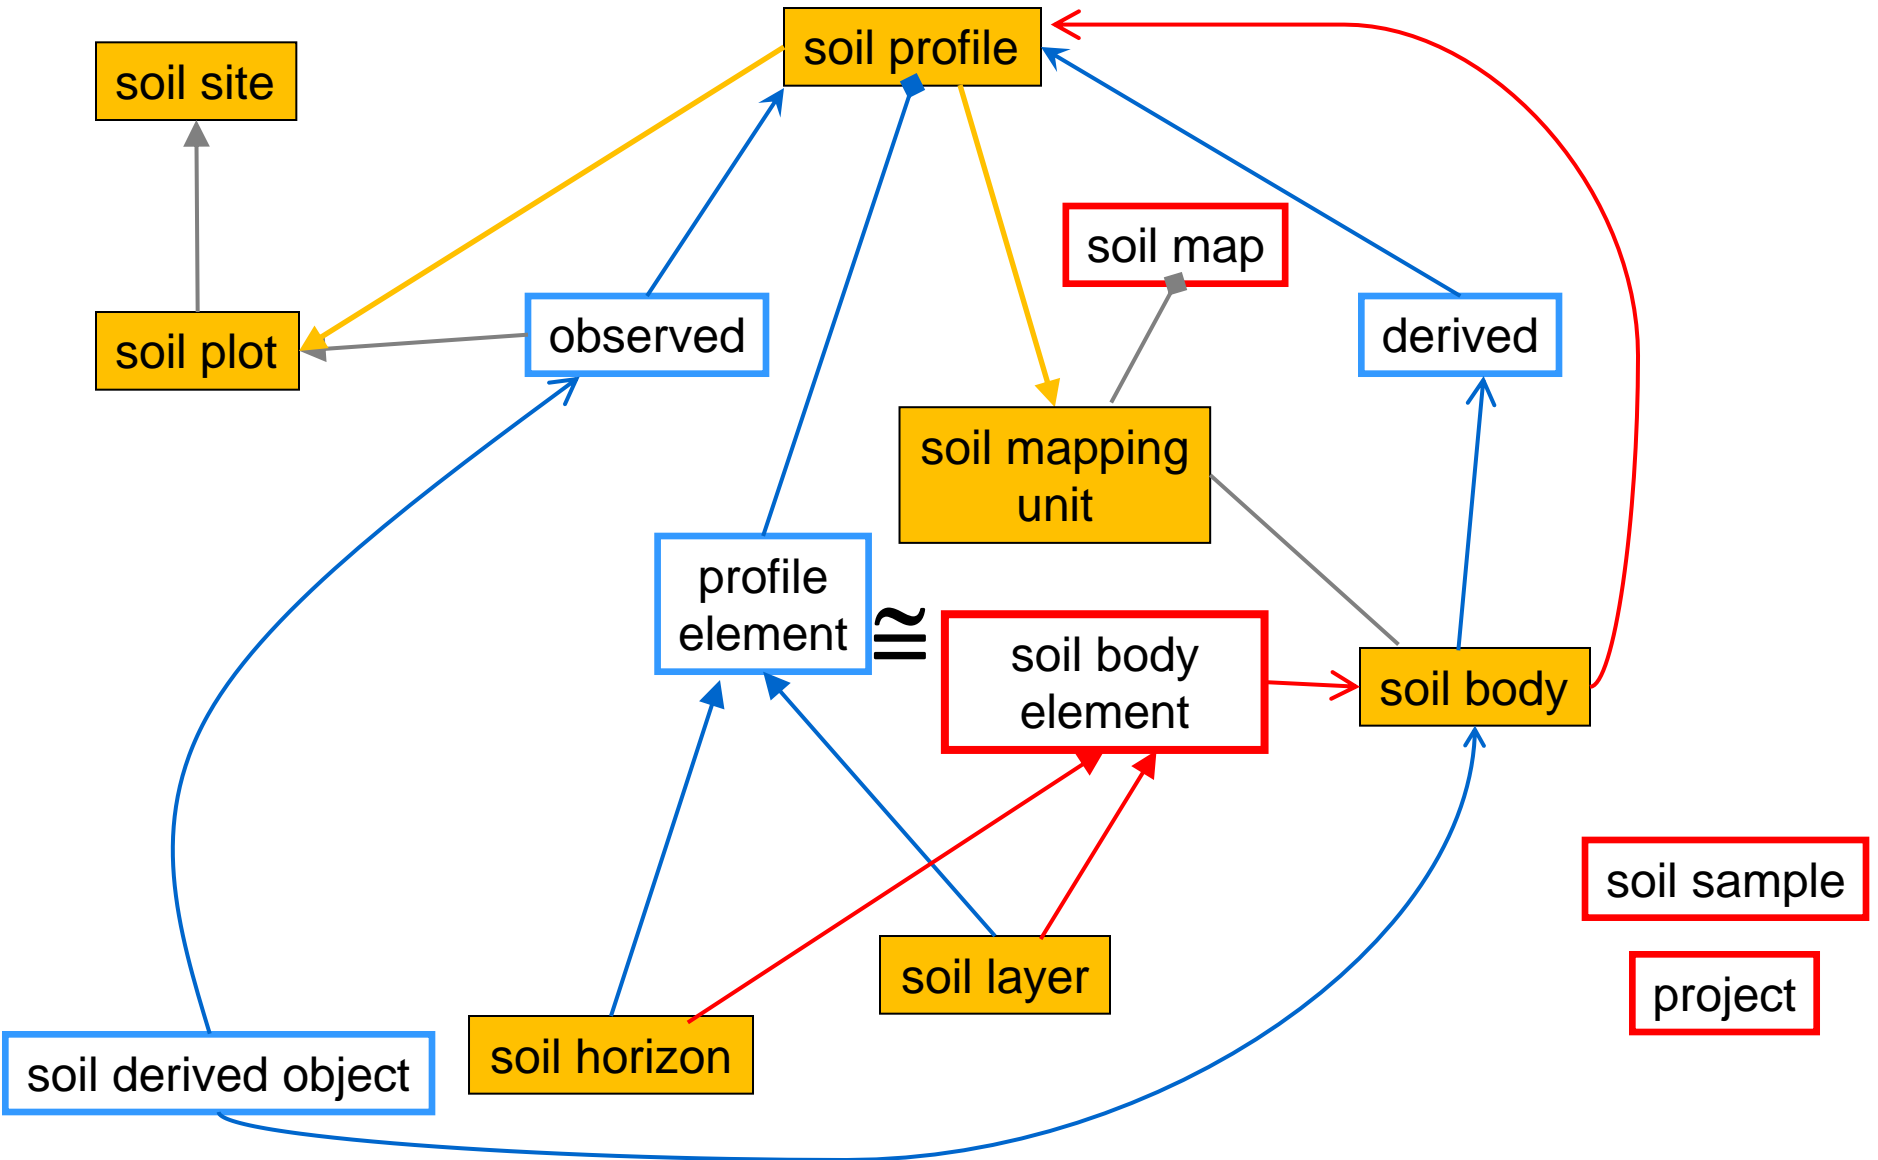 soil profile
soil site
soil map
observed
derived
soil plot
soil mapping
unit
profile
element
≅
soil body
element
soil body
soil sample
soil layer
project
soil horizon
soil derived object